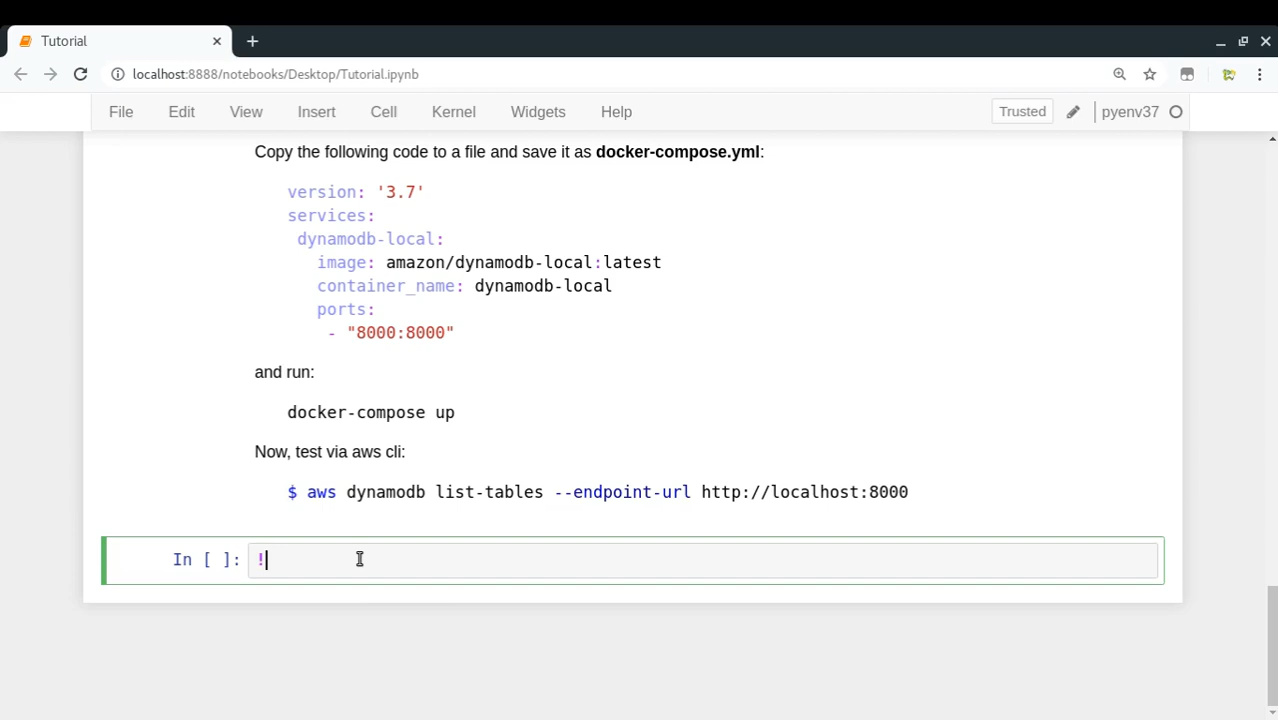 Tutorial
localhost:8888/notebooks/Desktop/Tutorial.ipynb
File Edit View Insert Cell Kernel Widgets Help Trusted pyenv37
Copy the following code to a file and save it as docker-compose.yml:
version: '3.7'
services:
dynamodb-local:
image: amazon/dynamodb-local:latest
container_name: dynamodb-local
ports:
- "8000:8000"
and run:
docker-compose up
Now, test via aws cli:
$ aws dynamodb list-tables --endpoint-url http://localhost:8000
In [ ]: !